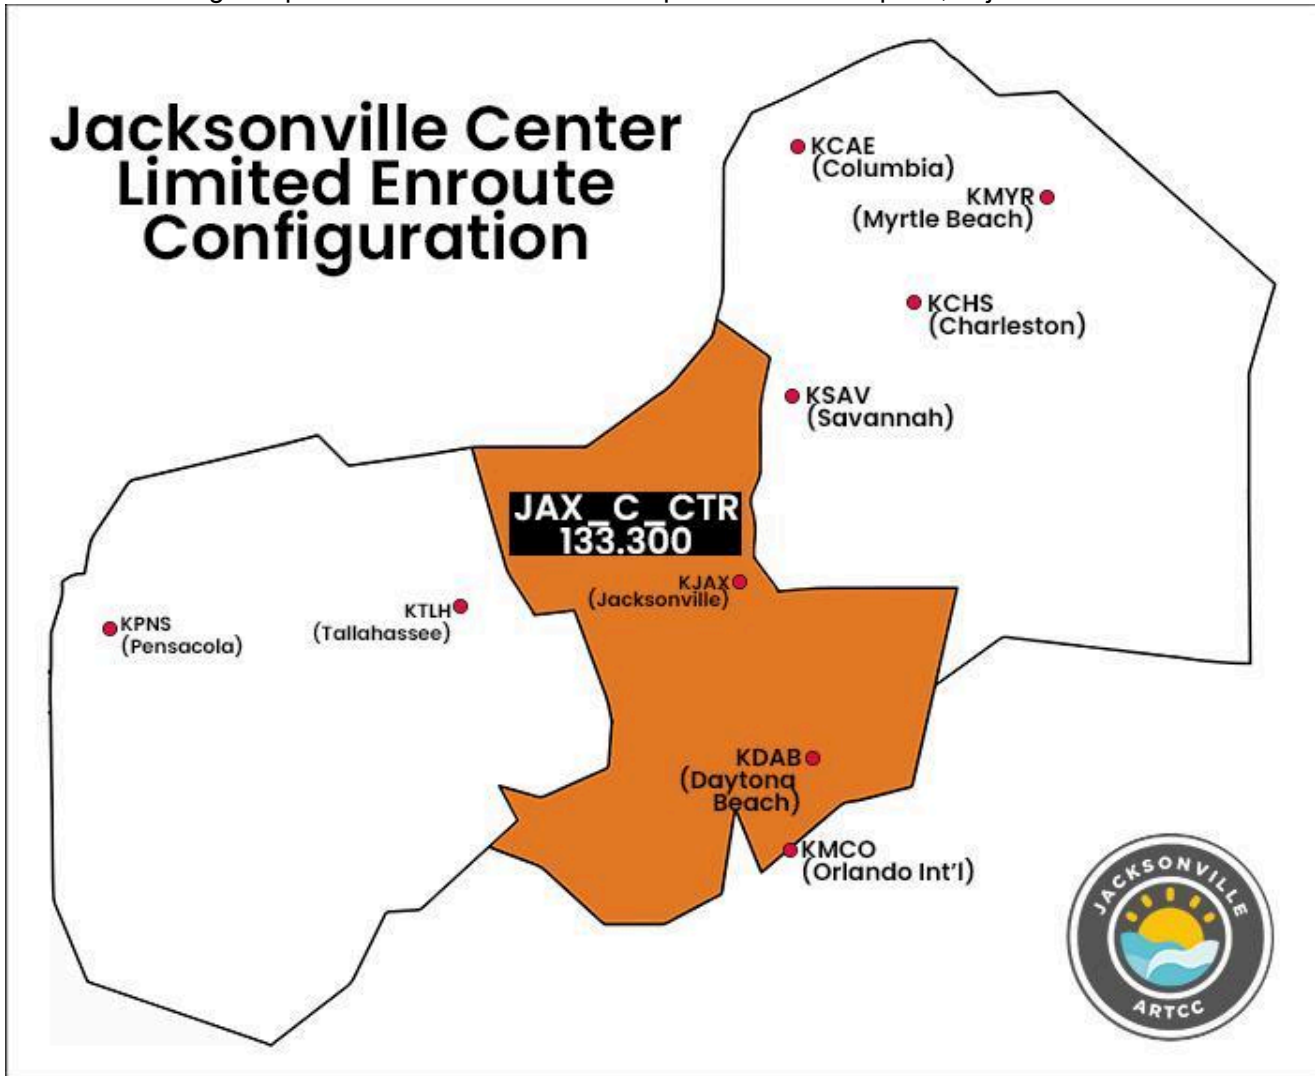 Jacksonville Center
Limited Enroute
Configuration
KCAE
(Columbia)
KMYR
(Myrtle Beach)
KCHS
(Charleston)
KSAV
(Savannah)
JAX_C_CTR
133.300
KJAX
(Jacksonville)
KTLH
(Tallahassee)
KPNS
(Pensacola)
KDAB
(Daytona
Beach)
KMCO
(Orlando Int'l)
JACKSONVILLE
ARTCC